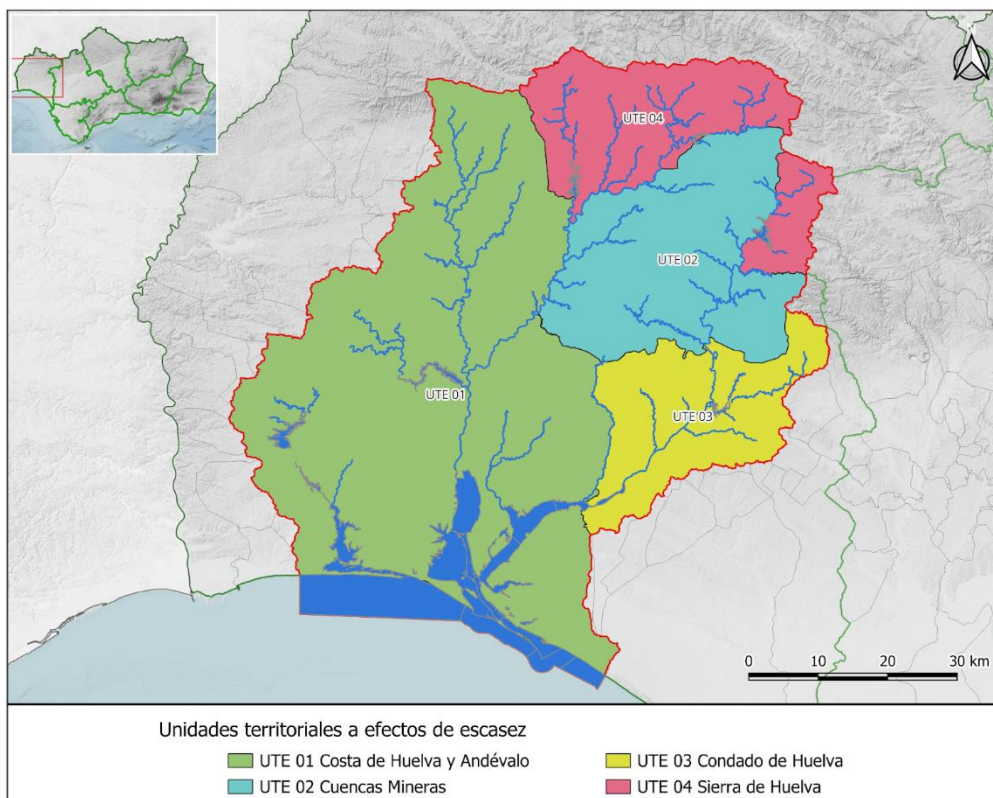 UTE 04
UTE 02
UTE 01
UTE 03
0 10 20 30 km
Unidades territoriales a efectos de escasez
UTE 01 Costa de Huelva y Andévalo
UTE 03 Condado de Huelva
UTE 02 Cuencas Mineras
UTE 04 Sierra de Huelva